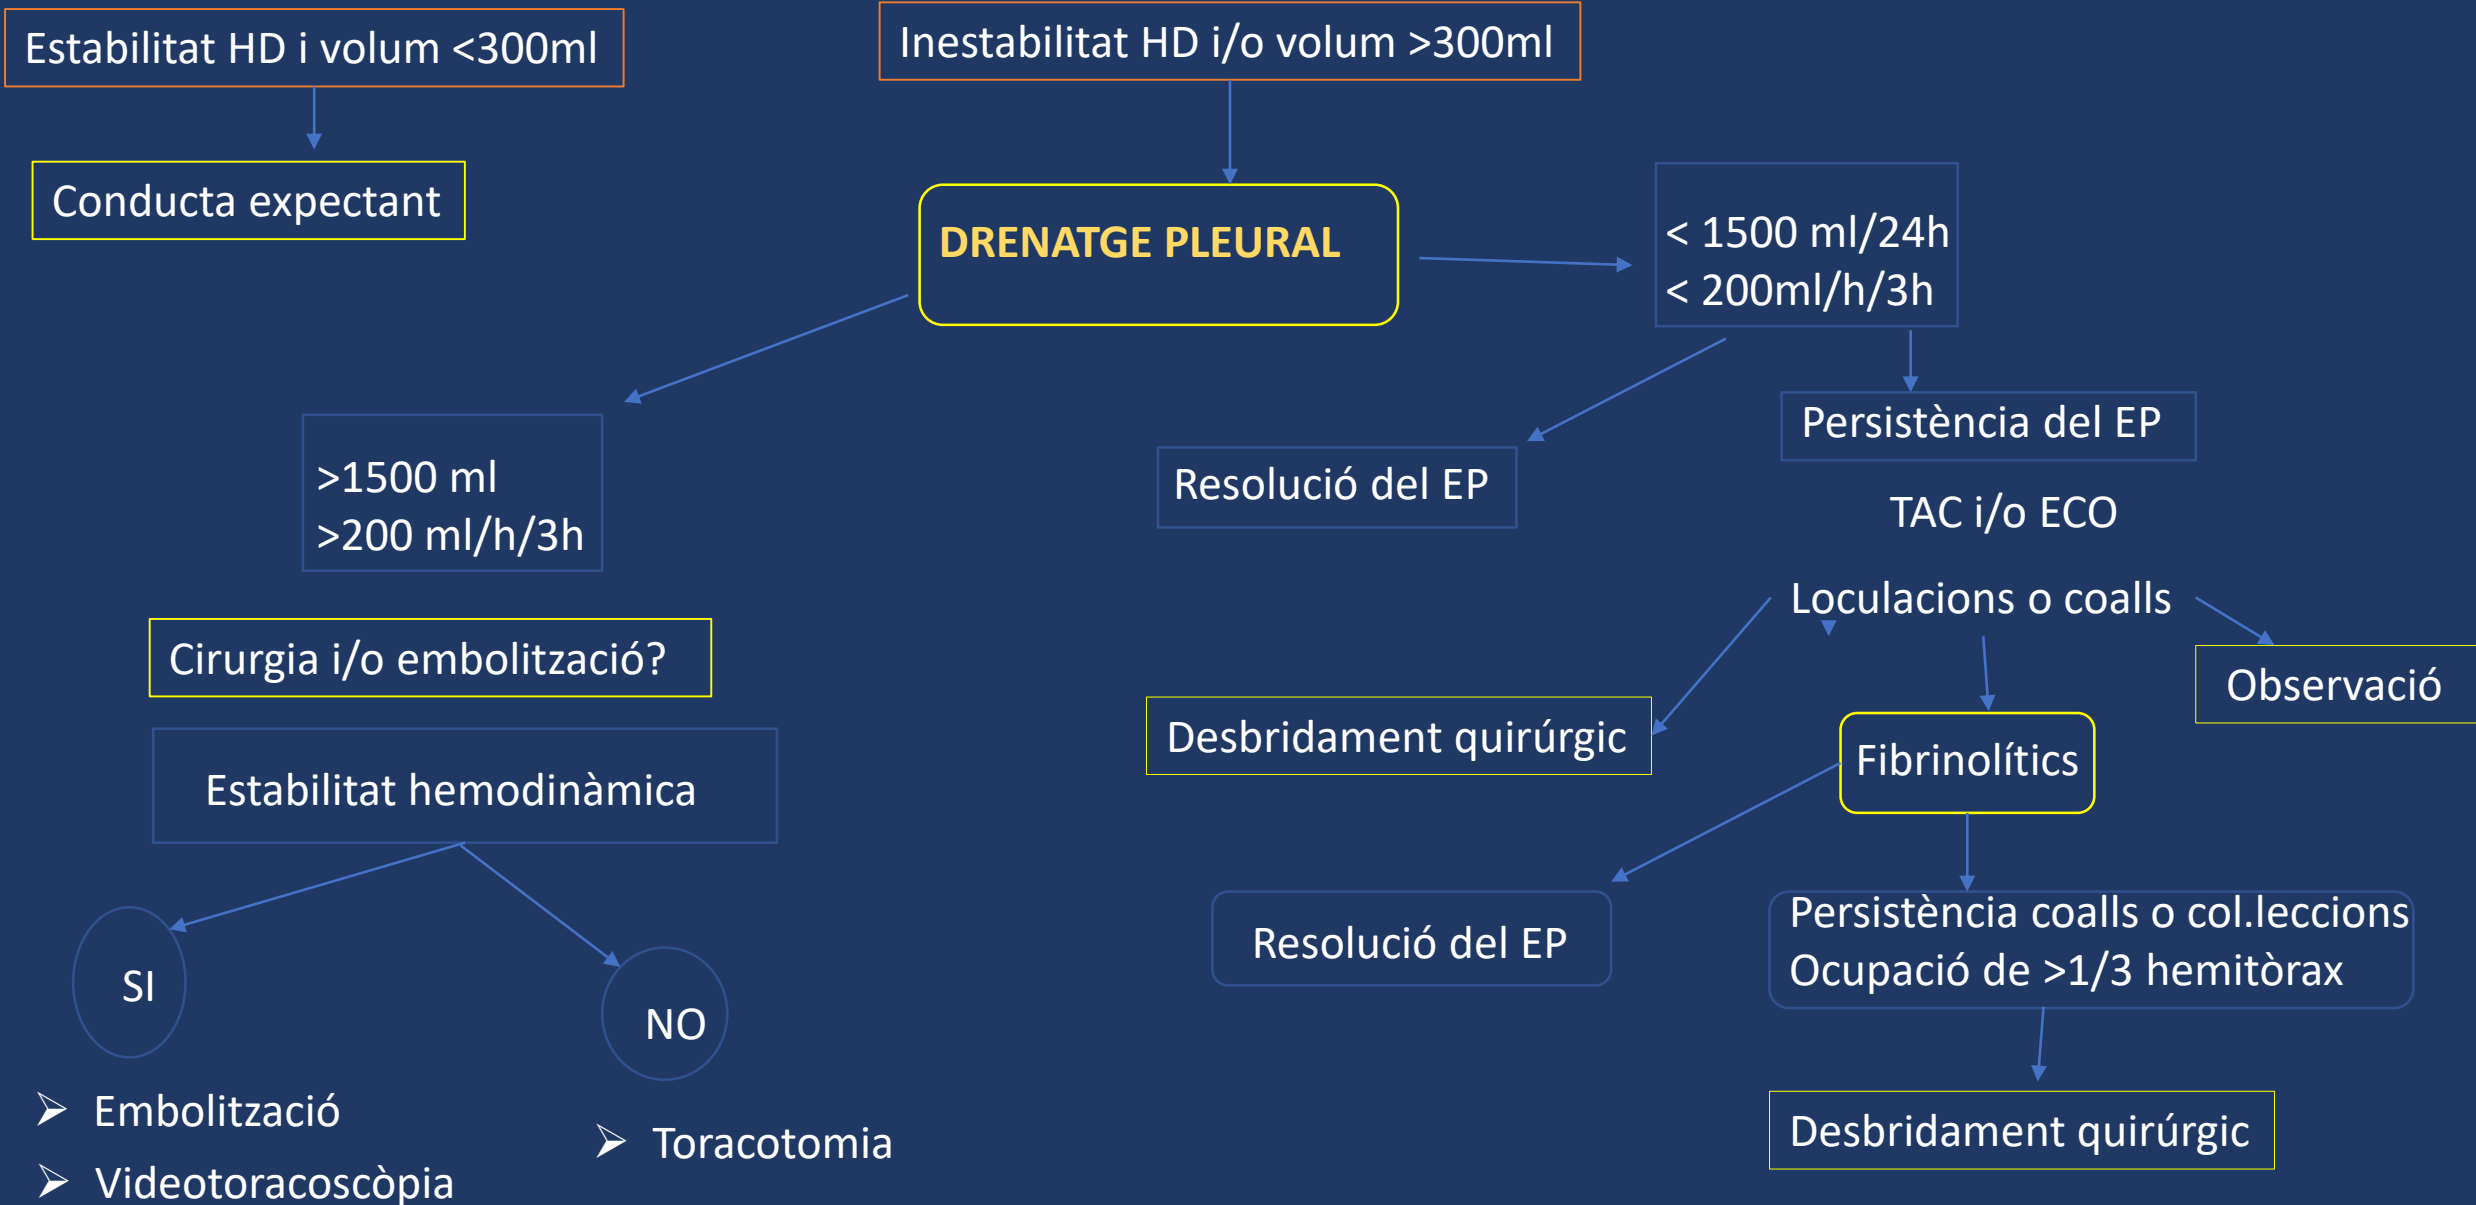 Estabilitat HD i volum <300ml
Inestabilitat HD i/o volum >300ml
Conducta expectant
DRENATGE PLEURAL
< 1500 ml/24h
< 200ml/h/3h
>1500 ml
>200 ml/h/3h
Resolució del EP
Persistència del EP
TAC i/o ECO
Loculacions o coalls
Cirurgia i/o embolització?
Desbridament quirúrgic
Fibrinolítics
Observació
Estabilitat hemodinàmica
SI
NO
Resolució del EP
Persistència coalls o col.leccions
Ocupació de >1/3 hemitòrax
➢ Embolització
➢ Videotoracoscòpia
➢ Toracotomia
Desbridament quirúrgic